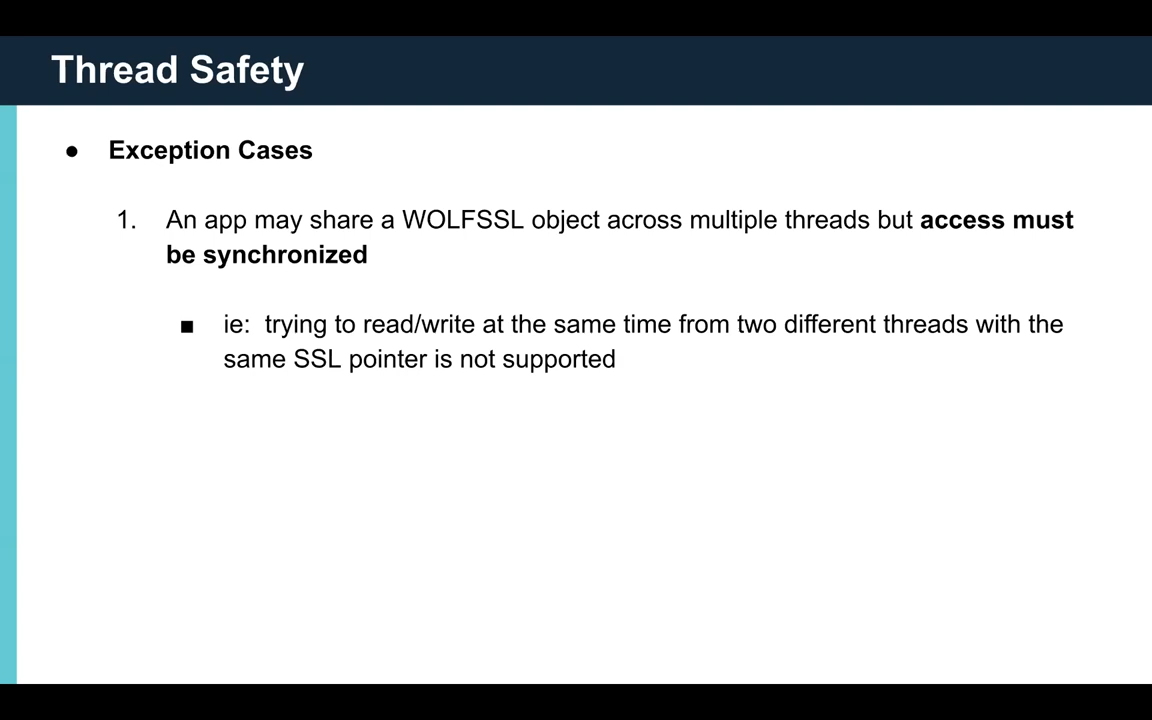 Thread Safety
● Exception Cases
1. An app may share a WOLFSSL object across multiple threads but access must
be synchronized
■ ie: trying to read/write at the same time from two different threads with the
same SSL pointer is not supported